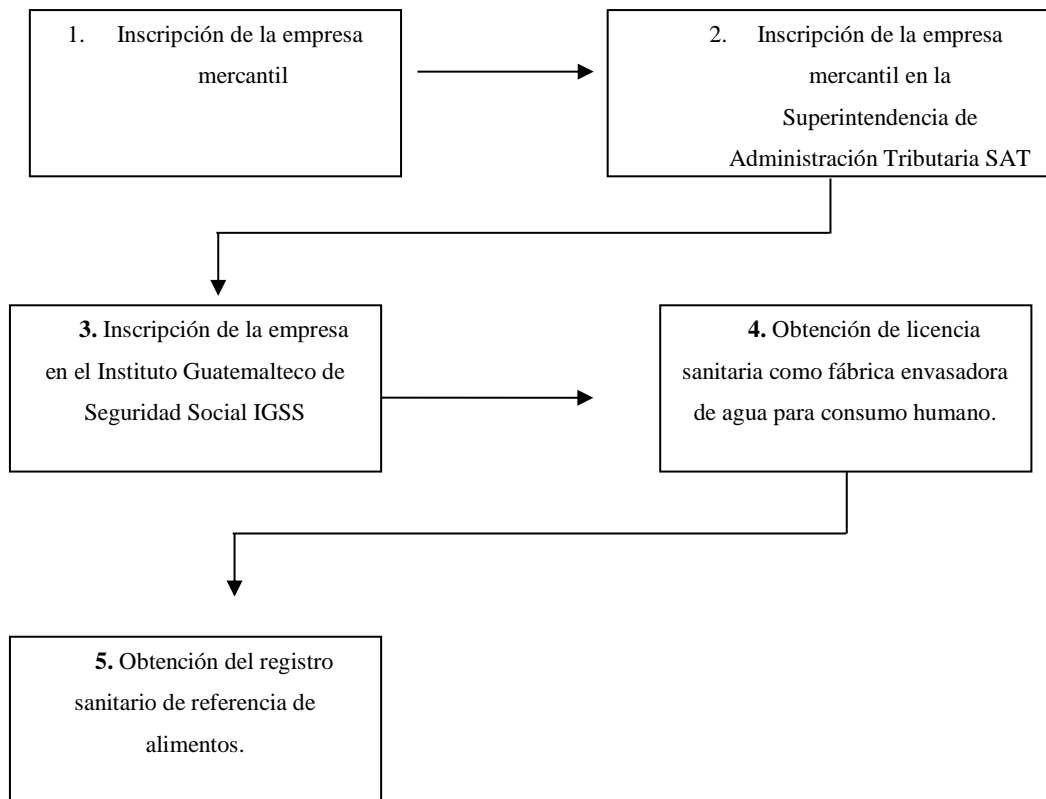 1. Inscripción de la empresa
mercantil
2. Inscripción de la empresa
mercantil en la
Superintendencia de
Administración Tributaria SAT
3. Inscripción de la empresa
en el Instituto Guatemalteco de
Seguridad Social IGSS
4. Obtención de licencia
sanitaria como fábrica envasadora
de agua para consumo humano.
5. Obtención del registro
sanitario de referencia de
alimentos.